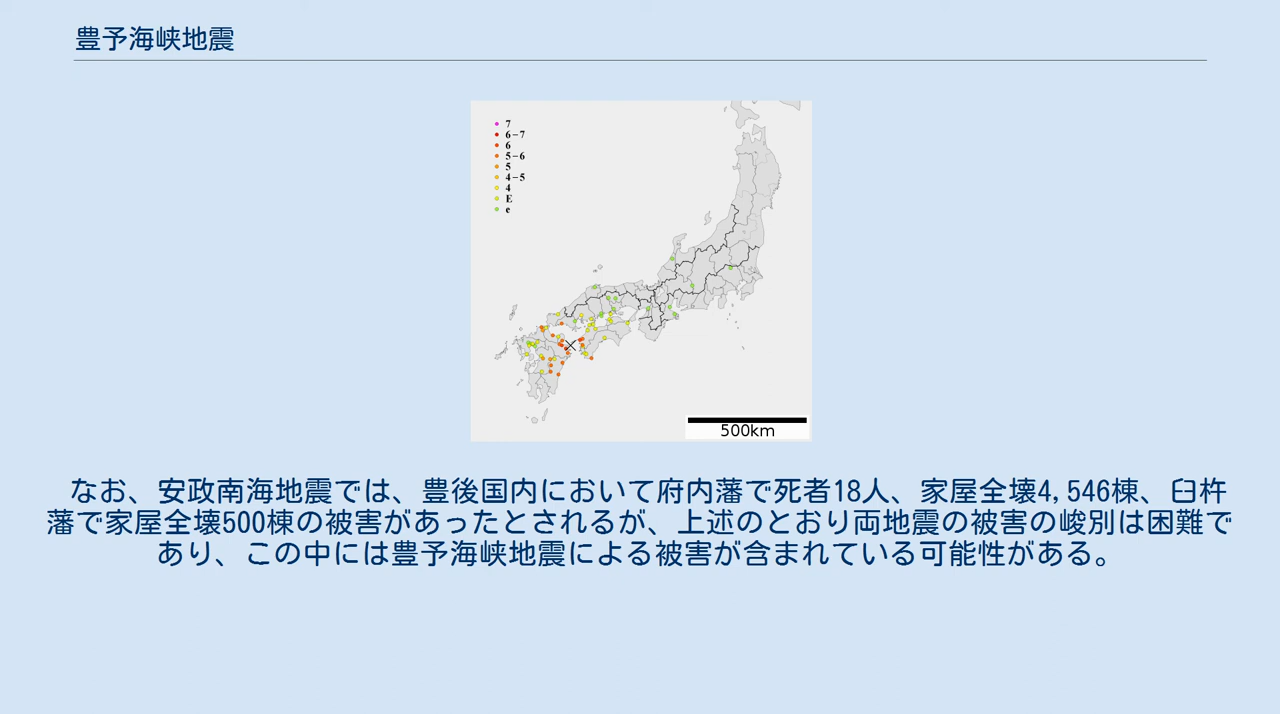 豊予海峡地震
7
6-7
6
5-6
5
4-5
4
E
e
500km
なお、安政南海地震では、豊後国内において府内藩で死者18人、家屋全壊4,546棟、臼杵
藩で家屋全壊500棟の被害があったとされるが、上述のとおり両地震の被害の峻別は困難で
あり、この中には豊予海峡地震による被害が含まれている可能性がある。